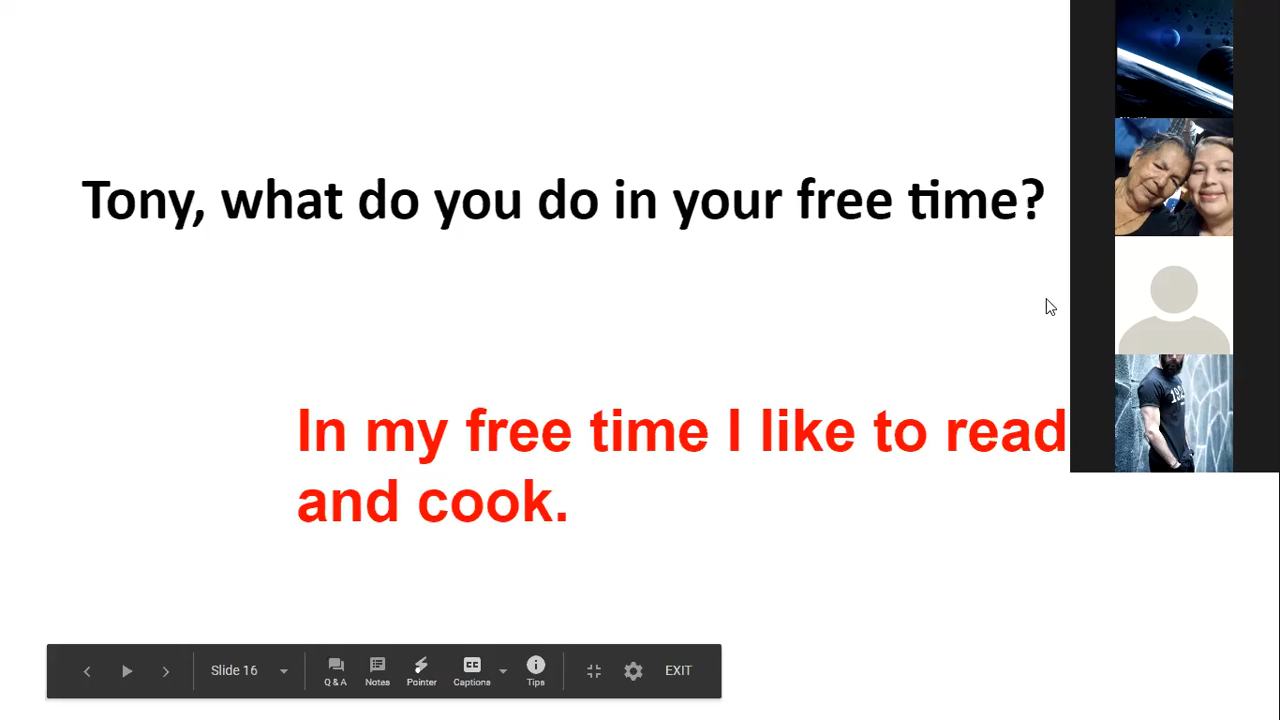 Tony, what do you do in your free time?
In my free time I like to read
and cook.
Slide 16
Q & A
Notes
Pointer
CC
Captions
Tips
EXIT